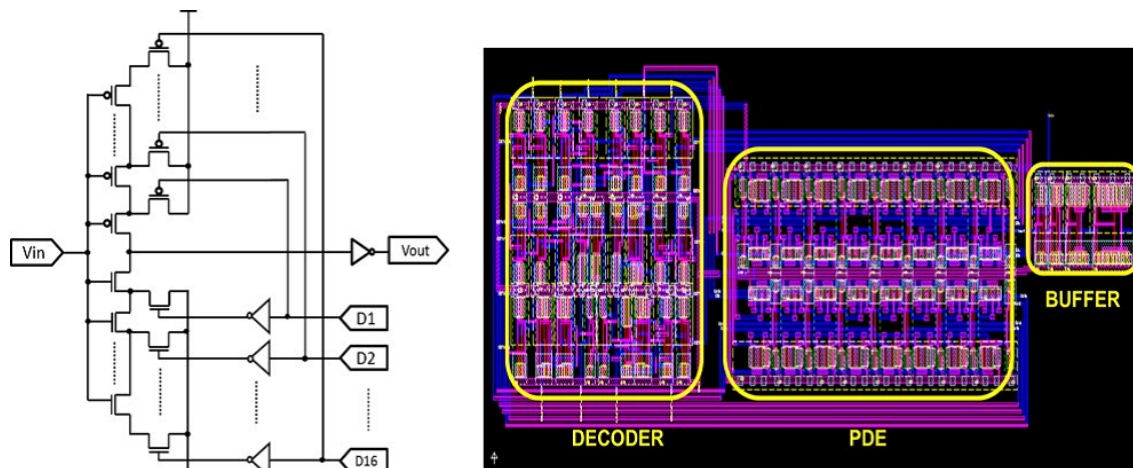 Vin
Vout
D1
D2
D16
DECODER
PDE
BUFFER